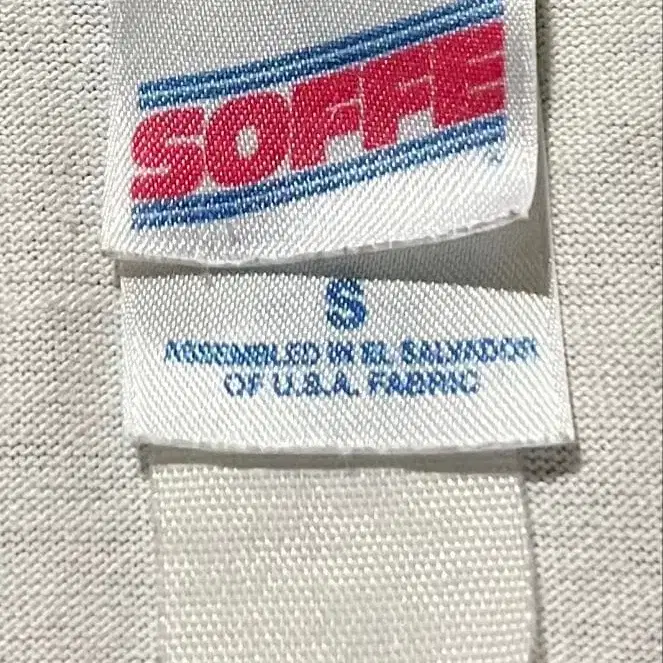 SOFFE
S
ASSEMBLED IN EL SALVADOR
OF U.S.A. FABRIC